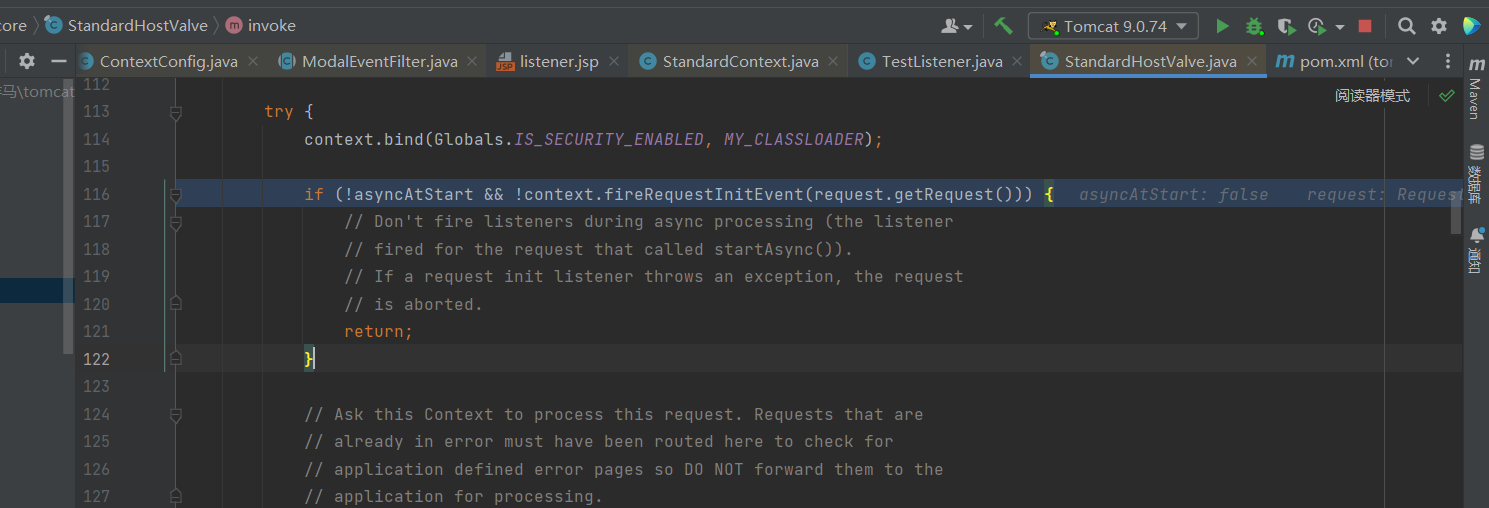 core StandardHostValve m invoke Tomcat 9.0.74
ContextConfig.java ModalEventFilter.java listener.jsp StandardContext.java TestListener.java StandardHostValve.java m pom.xml (tor
马\tomcat
阅读器模式
m Maven
数据库
通知
112
113 try {
114 context.bind(Globals.IS_SECURITY_ENABLED, MY_CLASSLOADER);
115
116 if (!asyncAtStart && !context.fireRequestInitEvent(request.getRequest())) { asyncAtStart: false request: Request
117 // Don't fire listeners during async processing (the listener
118 // fired for the request that called startAsync()).
119 // If a request init listener throws an exception, the request
120 // is aborted.
121 return;
122 }
123
124 // Ask this Context to process this request. Requests that are
125 // already in error must have been routed here to check for
126 // application defined error pages so DO NOT forward them to the
127 // application for processing.